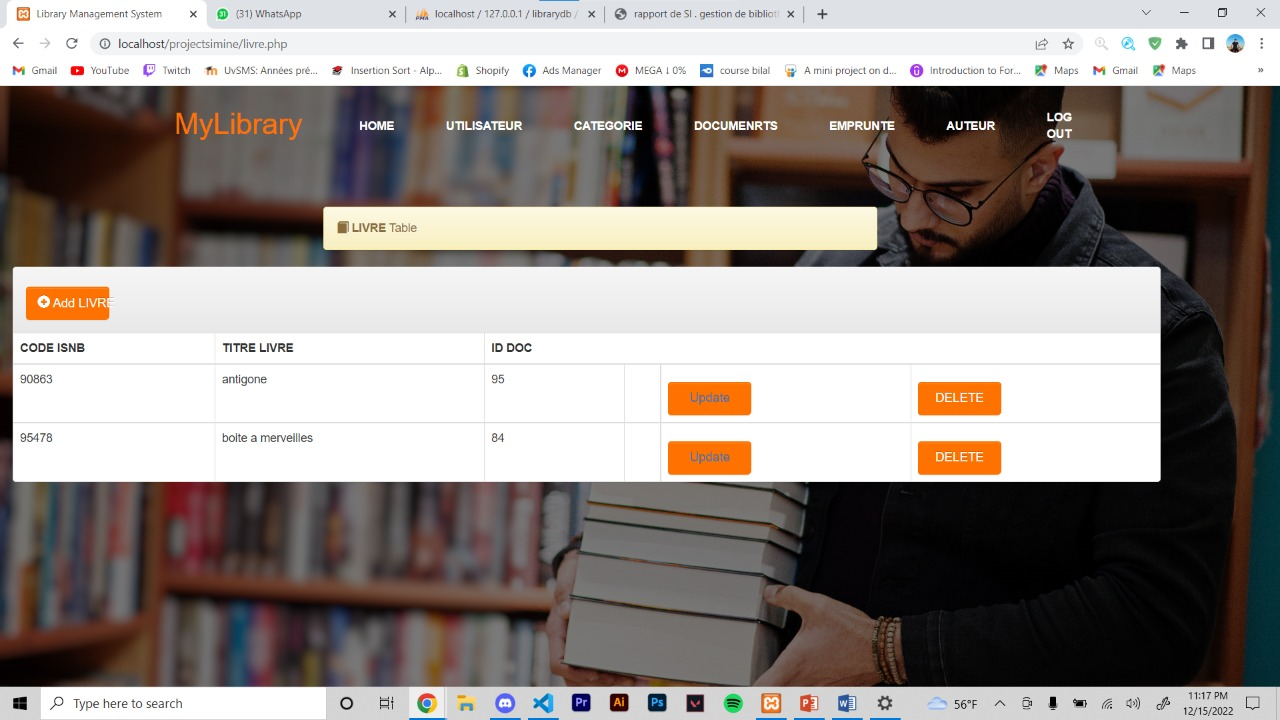 Library Management System
(31) WhatsApp
localhost / 127.0.0.1 / librarydb /
rapport de SI . gestion de bibliot
localhost/projectsimine/livre.php
Gmail
YouTube
Twitch
UvSMS: Années pré...
Insertion Sort - Alp...
Shopify
Ads Manager
MEGA ↓ 0%
course bilal
A mini project on d...
Introduction to For...
Maps
Gmail
Maps
»
MyLibrary
HOME
UTILISATEUR
CATEGORIE
DOCUMENRTS
EMPRUNTE
AUTEUR
LOG
OUT
LIVRE Table
Add LIVRE
CODE ISNB
TITRE LIVRE
ID DOC
90863
antigone
95
Update
DELETE
95478
boite a merveilles
84
Update
DELETE
Type here to search
56°F
11:17 PM
12/15/2022